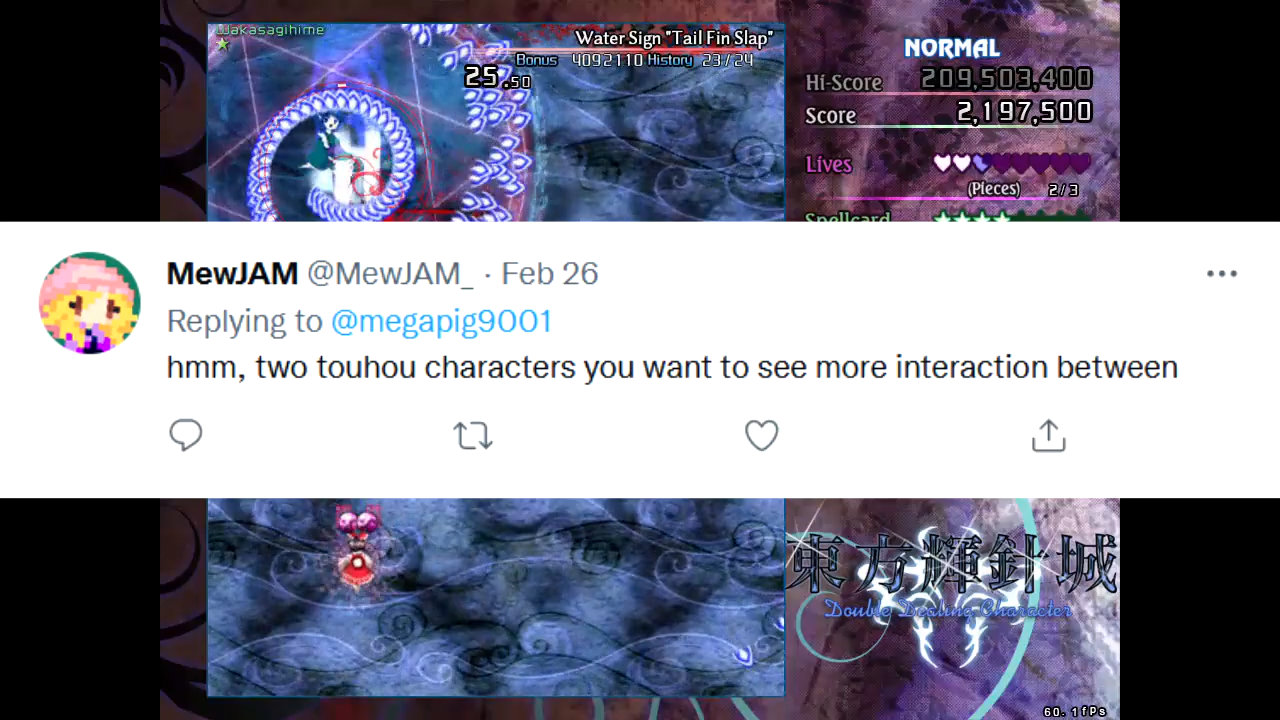 Wakasagihime
Water Sign "Tail Fin Slap"
Bonus 4092110 History 23/24
25.50
NORMAL
Hi-Score 209,503,400
Score 2,197,500
Lives
(Pieces) 2/3
Spellcard
MewJAM @MewJAM_ · Feb 26
Replying to @megapig9001
hmm, two touhou characters you want to see more interaction between
東方輝針城
Double Dealing Character
60.1fps